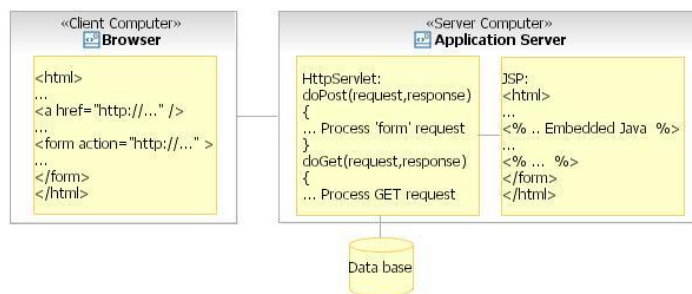 «Client Computer»
Browser
<html>
...
<a href="http://..." />
...
<form action="http://..." >
...
</form>
</html>
«Server Computer»
Application Server
HttpServlet:
doPost(request,response)
{
... Process 'form' request
}
doGet(request,response)
{
... Process GET request
JSP:
<html>
...
<% .. Embedded Java %>
...
<% ... %>
</form>
</html>
Data base